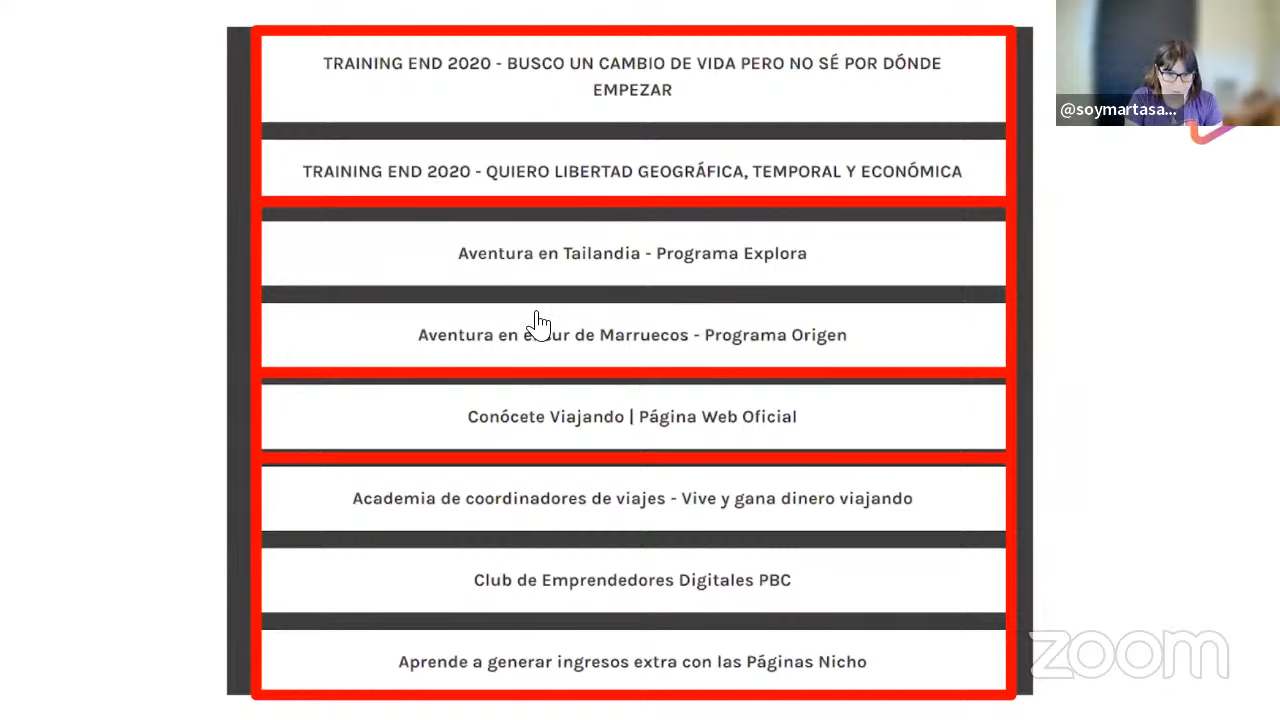 TRAINING END 2020 - BUSCO UN CAMBIO DE VIDA PERO NO SÉ POR DÓNDE
EMPEZAR
@soymartasa...
TRAINING END 2020 - QUIERO LIBERTAD GEOGRÁFICA, TEMPORAL Y ECONÓMICA
Aventura en Tailandia - Programa Explora
Aventura en de Marruecos - Programa Origen
Conócete Viajando | Página Web Oficial
Academia de coordinadores de viajes - Vive y gana dinero viajando
Club de Emprendedores Digitales PBC
Aprende a generar ingresos extra con las Páginas Nicho
zoom